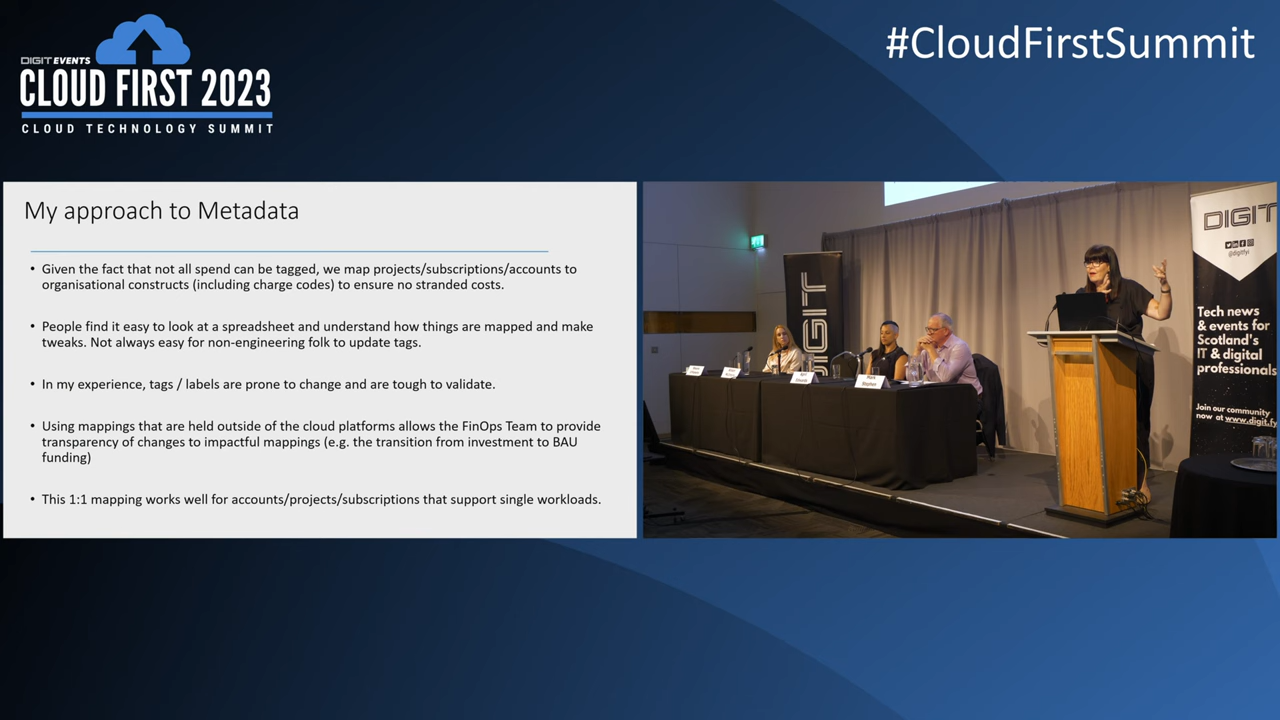 DIGIT EVENTS
CLOUD FIRST 2023
CLOUD TECHNOLOGY SUMMIT
#CloudFirstSummit
My approach to Metadata
• Given the fact that not all spend can be tagged, we map projects/subscriptions/accounts to
organisational constructs (including charge codes) to ensure no stranded costs.
• People find it easy to look at a spreadsheet and understand how things are mapped and make
tweaks. Not always easy for non-engineering folk to update tags.
• In my experience, tags / labels are prone to change and are tough to validate.
• Using mappings that are held outside of the cloud platforms allows the FinOps Team to provide
transparency of changes to impactful mappings (e.g. the transition from investment to BAU
funding)
• This 1:1 mapping works well for accounts/projects/subscriptions that support single workloads.
DIGIT
DIGIT
@digitfyi
Tech news
& events for
Scotland's
IT & digital
professionals
Join our community
now at www.digit.fy